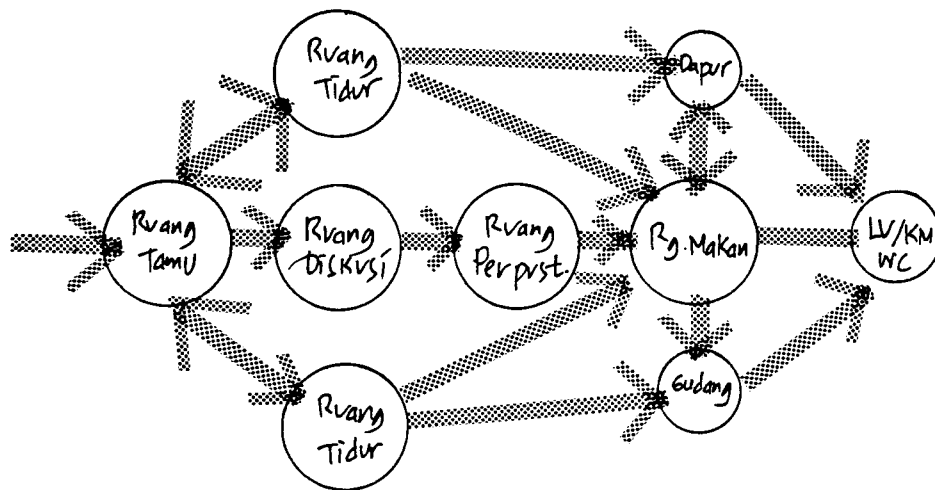 Ruang
Tidur
Dapur
Ruang
Tamu
Ruang
Diskusi
Ruang
Perpust.
Rg. Makan
LV/KM
WC
Ruang
Tidur
Gudang